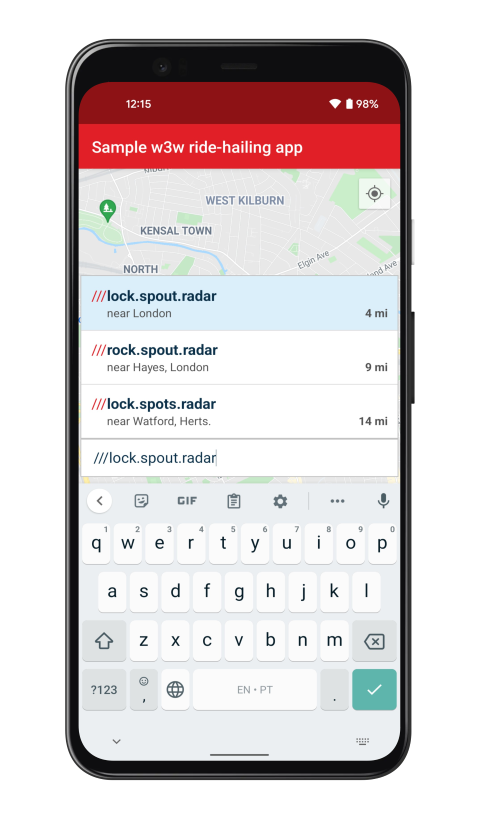 12:15
98%
Sample w3w ride-hailing app
WEST KILBURN
KENSAL TOWN
Elgin Ave
NORTH
///lock.spout.radar
near London
4 mi
///rock.spout.radar
near Hayes, London
9 mi
///lock.spots.radar
near Watford, Herts.
14 mi
///lock.spout.radar
GIF
1 2 3 4 5 6 7 8 9 0
q w e r t y u i o p
a s d f g h j k l
z x c v b n m
?123 , EN • PT .